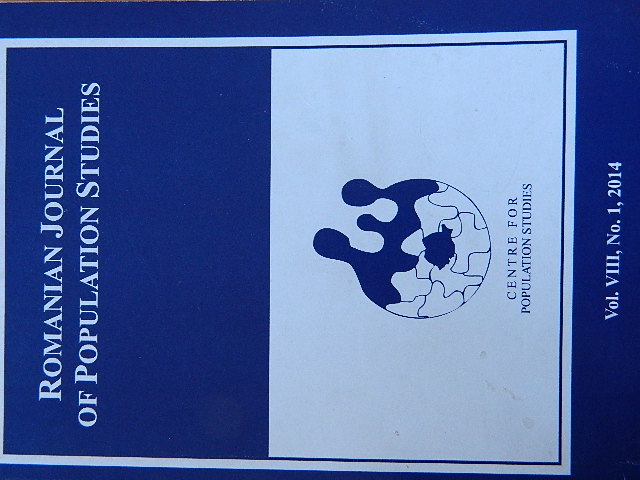 ROMANIAN JOURNAL
OF POPULATION STUDIES
CENTRE FOR
POPULATION STUDIES
Vol. VIII, No. 1, 2014